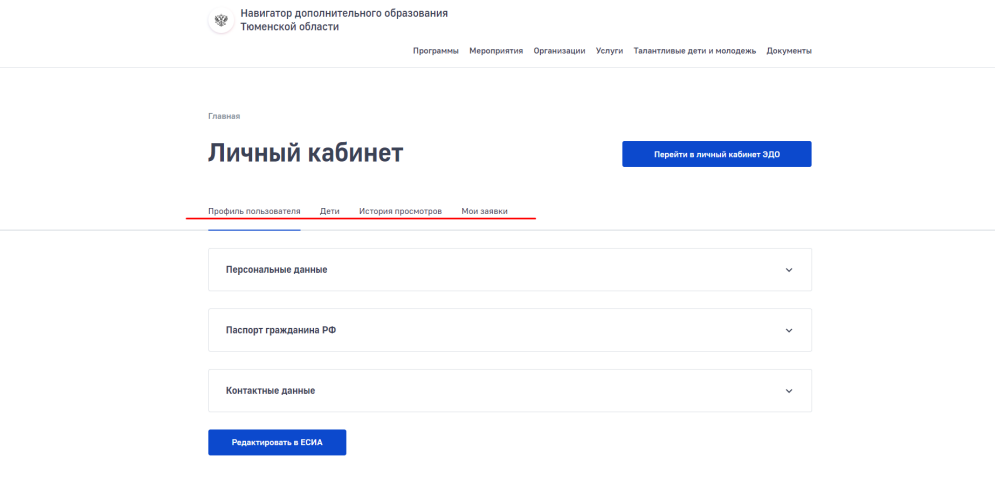 Навигатор дополнительного образования
Тюменской области
Программы Мероприятия Организации Услуги Талантливые дети и молодежь Документы
Главная
Личный кабинет
Перейти в личный кабинет ЭДО
Профиль пользователя Дети История просмотров Мои заявки
Персональные данные
Паспорт гражданина РФ
Контактные данные
Редактировать в ЕСИА